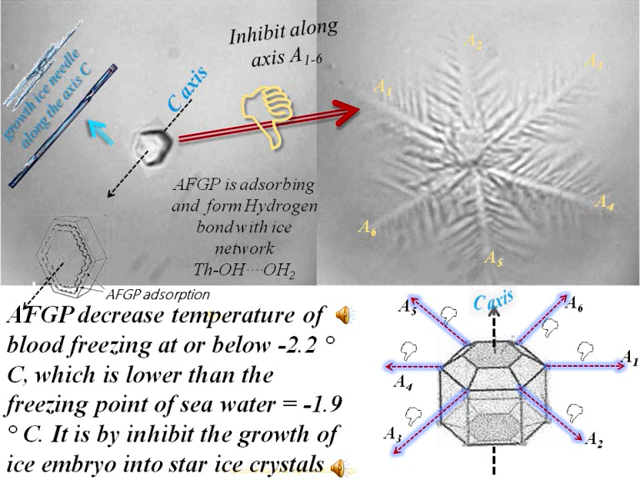 Inhibit along
axis A1-6
growth ice needle
along the axis C
C axis
A2
A3
A1
A4
A6
A5
AFGP is adsorbing
and form Hydrogen
bond with ice
network
Th-OH····OH2
AFGP adsorption
AFGP decrease temperature of
blood freezing at or below -2.2 °
C, which is lower than the
freezing point of sea water = -1.9
° C. It is by inhibit the growth of
ice embryo into star ice crystals
C axis
A5
A6
A1
A4
A3
A2